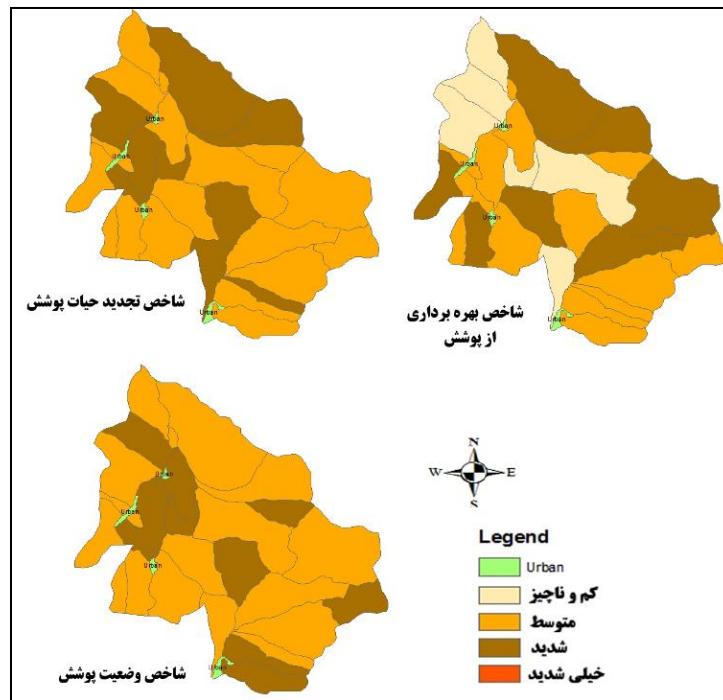 Urban
Urban
Urban
Urban
شاخص تجدید حیات پوشش
Urban
Urban
Urban
Urban
شاخص بهره برداری
از پوشش
Urban
Urban
Urban
Urban
شاخص وضعیت پوشش
N
W E
S
Legend
Urban
کم و ناچیز
متوسط
شدید
خیلی شدید